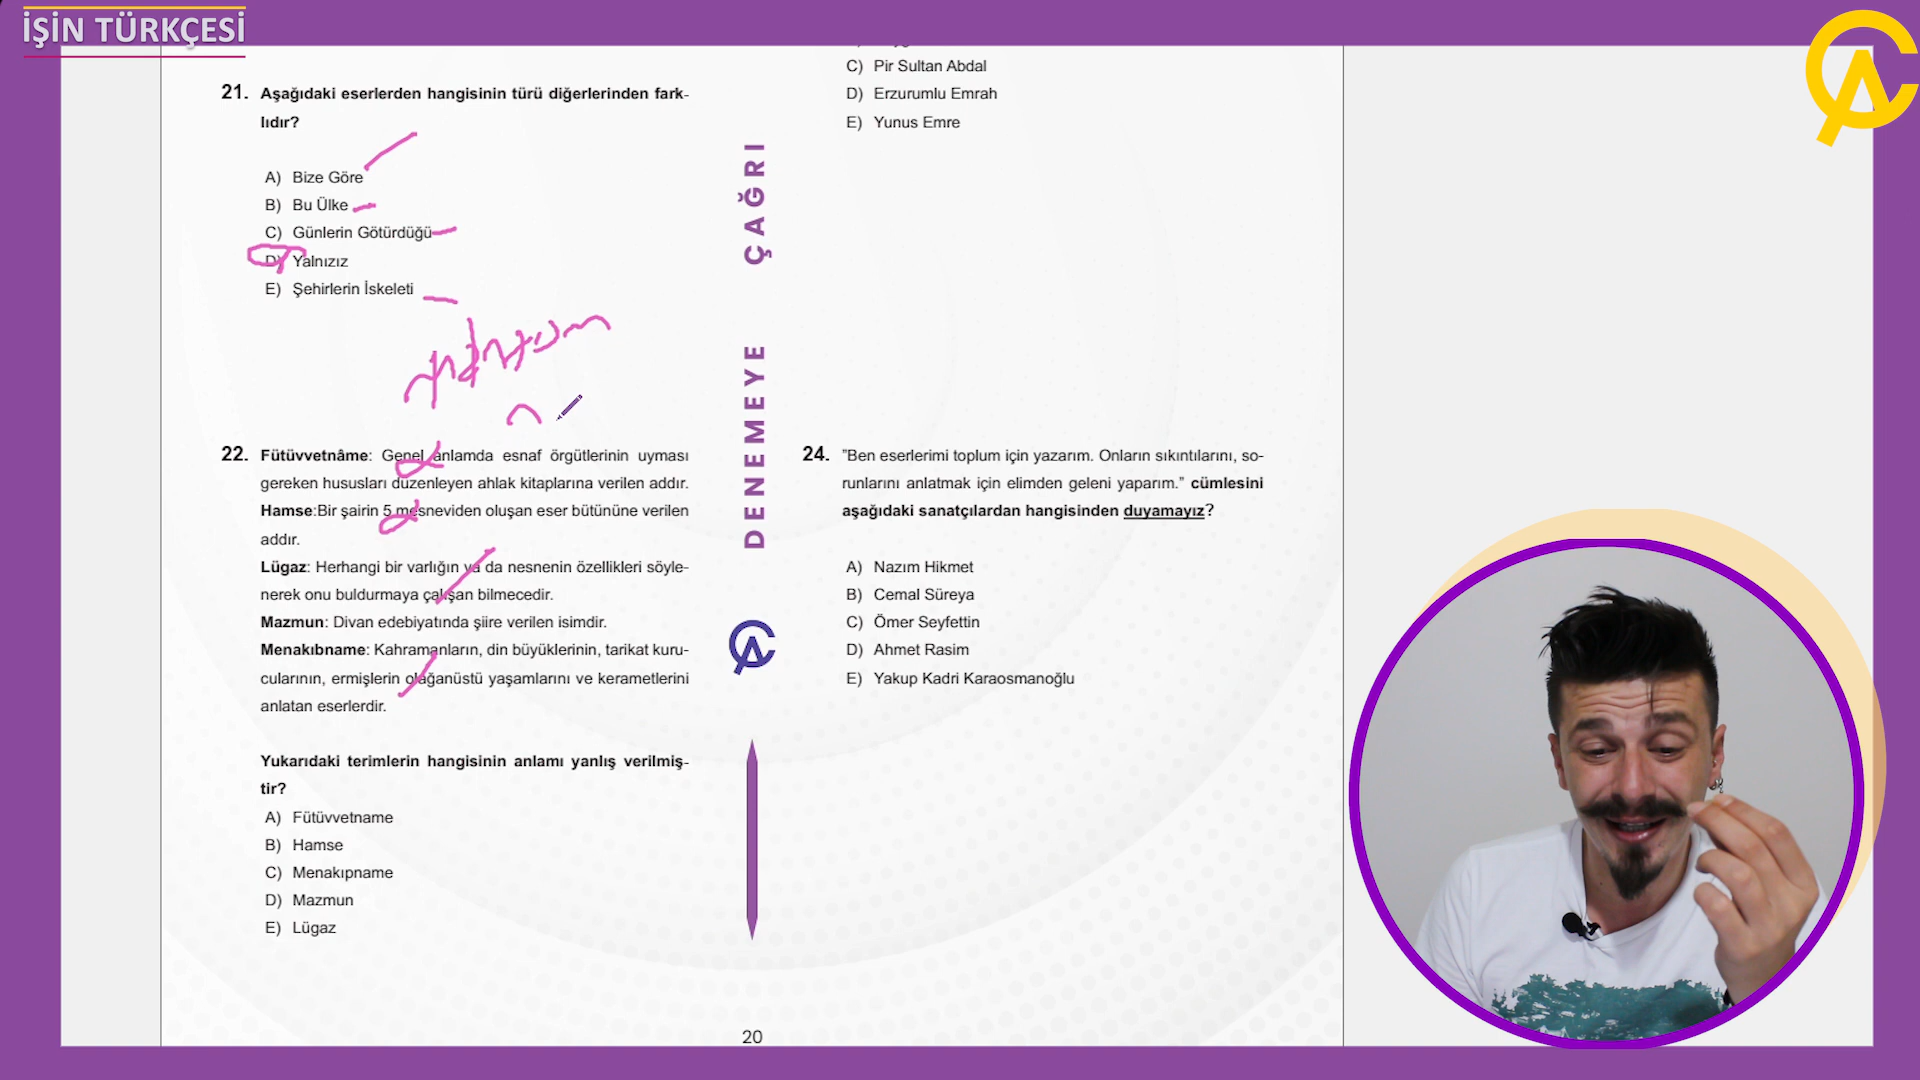 İŞİN TÜRKÇESİ
21. Aşağıdaki eserlerden hangisinin türü diğerlerinden fark-
lıdır?
A) Bize Göre
B) Bu Ülke
C) Günlerin Götürdüğü
D) Yalnızız
E) Şehirlerin İskeleti
22. Fütüvvetnâme: Genel anlamda esnaf örgütlerinin uyması
gereken hususları düzenleyen ahlak kitaplarına verilen addır.
Hamse:Bir şairin 5 mesneviden oluşan eser bütününe verilen
addır.
Lügaz: Herhangi bir varlığın ya da nesnenin özellikleri söyle-
nerek onu buldurmaya çalışan bilmecedir.
Mazmun: Divan edebiyatında şiire verilen isimdir.
Menakıbname: Kahramanların, din büyüklerinin, tarikat kuru-
cularının, ermişlerin olağanüstü yaşamlarını ve kerametlerini
anlatan eserlerdir.
Yukarıdaki terimlerin hangisinin anlamı yanlış verilmiş-
tir?
A) Fütüvvetname
B) Hamse
C) Menakıpname
D) Mazmun
E) Lügaz
DENEMEYE ÇAĞRI
C) Pir Sultan Abdal
D) Erzurumlu Emrah
E) Yunus Emre
24. "Ben eserlerimi toplum için yazarım. Onların sıkıntılarını, so-
runlarını anlatmak için elimden geleni yaparım." cümlesini
aşağıdaki sanatçılardan hangisinden duyamayız?
A) Nazım Hikmet
B) Cemal Süreya
C) Ömer Seyfettin
D) Ahmet Rasim
E) Yakup Kadri Karaosmanoğlu
20